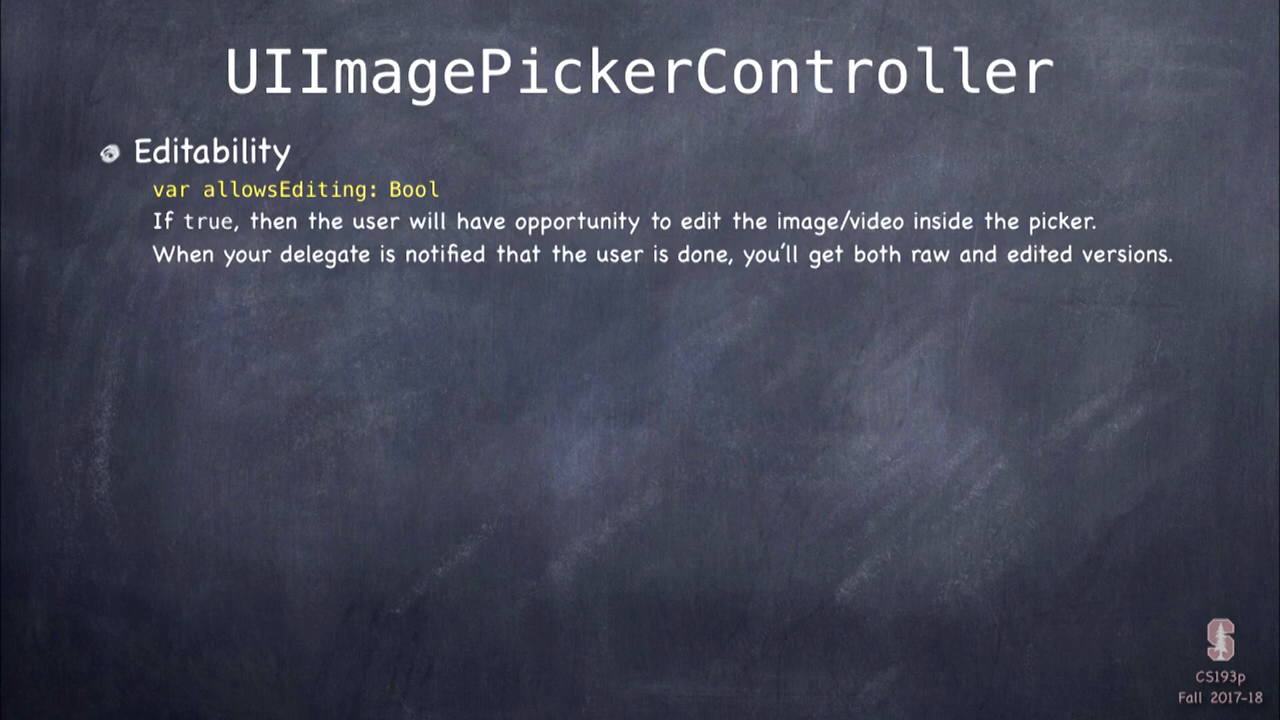 UIImagePickerController
Editability
var allowsEditing: Bool
If true, then the user will have opportunity to edit the image/video inside the picker.
When your delegate is notified that the user is done, you'll get both raw and edited versions.
S
CS193p
Fall 2017-18